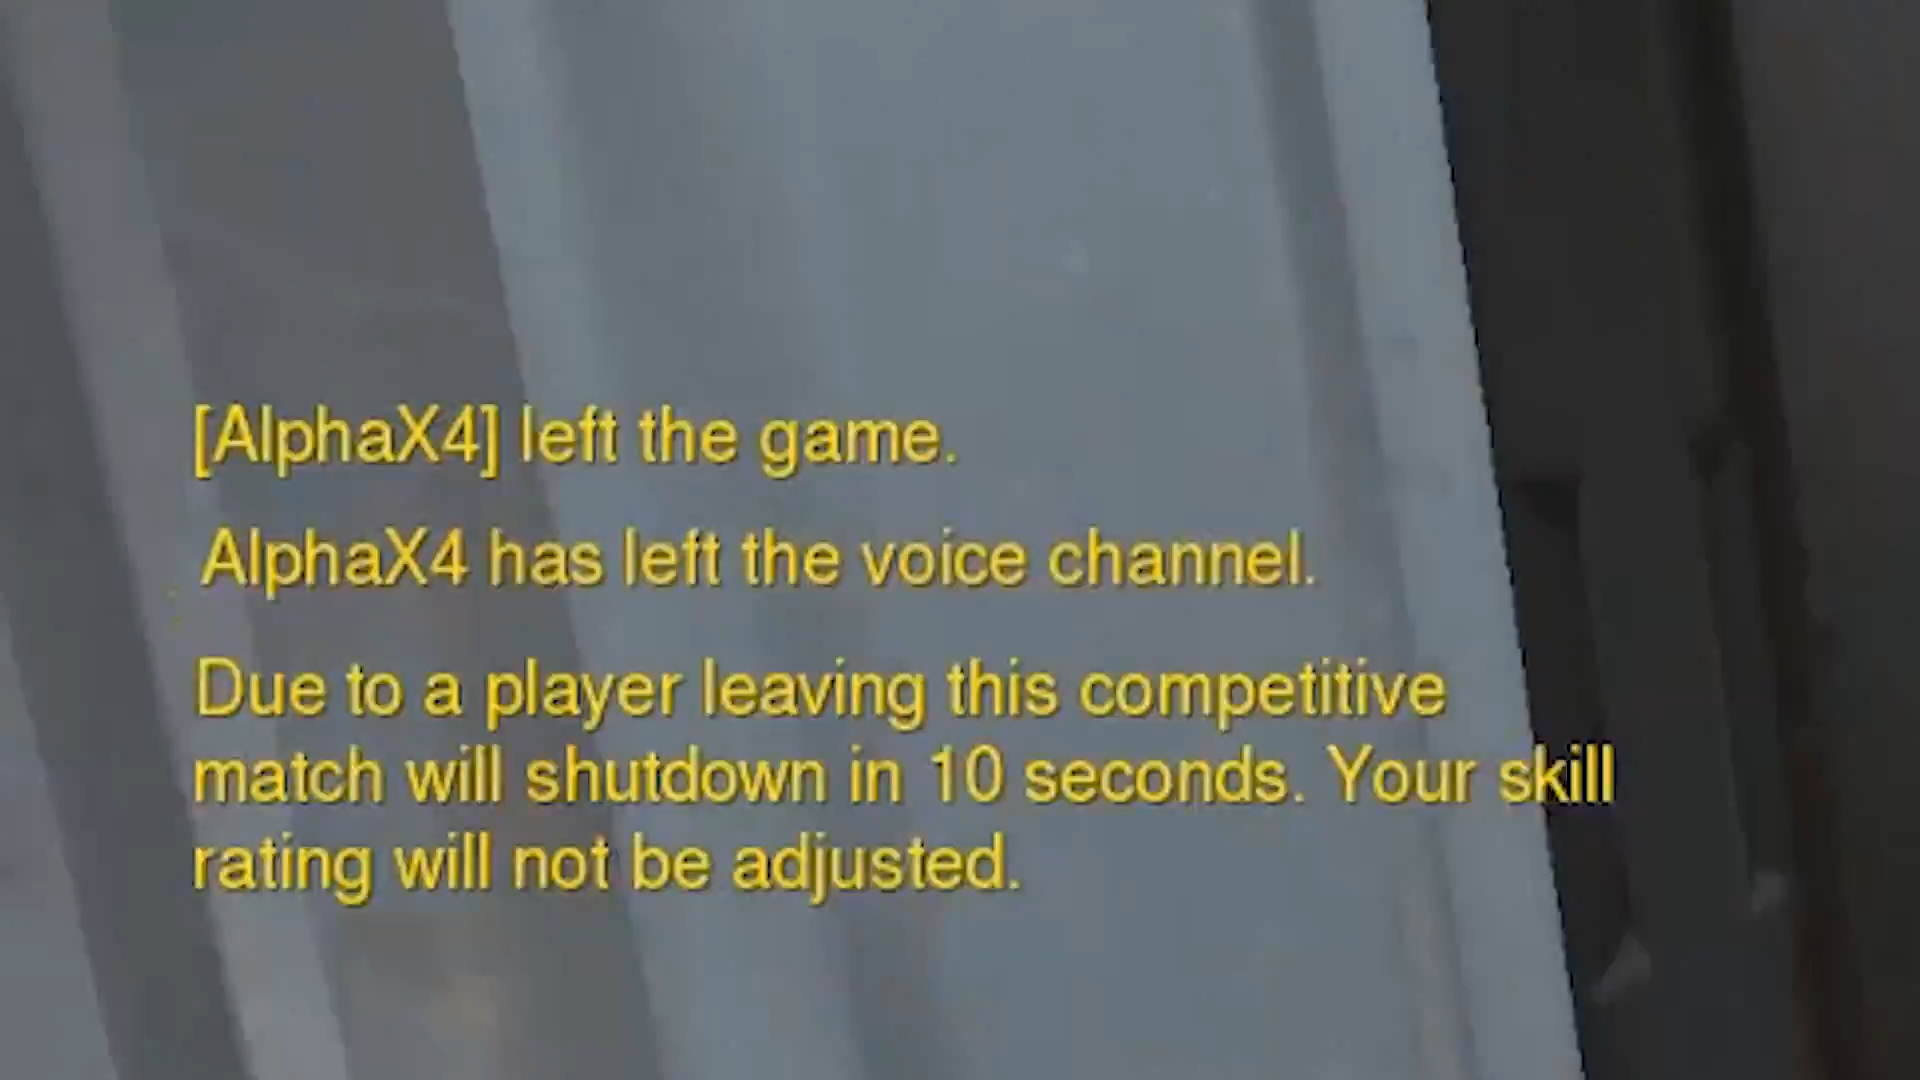 [AlphaX4] left the game.
AlphaX4 has left the voice channel.
Due to a player leaving this competitive
match will shutdown in 10 seconds. Your skill
rating will not be adjusted.